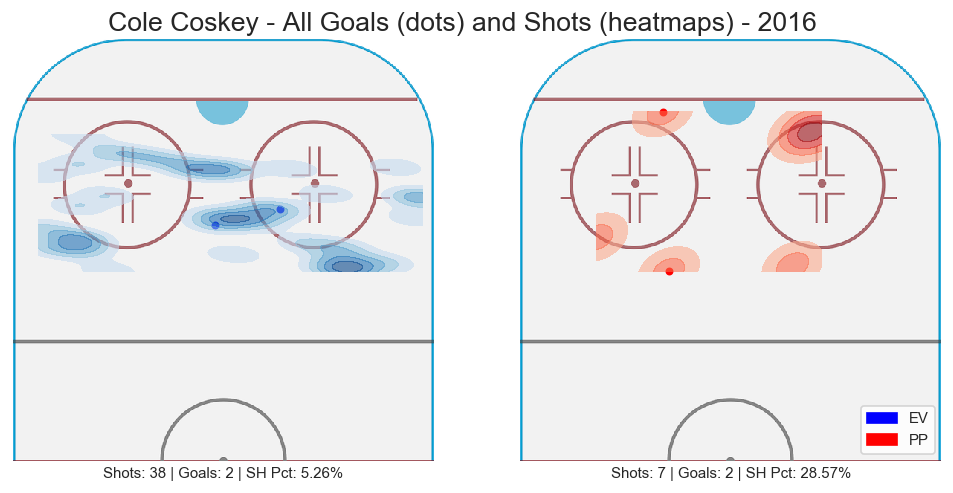 Cole Coskey - All Goals (dots) and Shots (heatmaps) - 2016
EV
PP
Shots: 38 | Goals: 2 | SH Pct: 5.26%
Shots: 7 | Goals: 2 | SH Pct: 28.57%